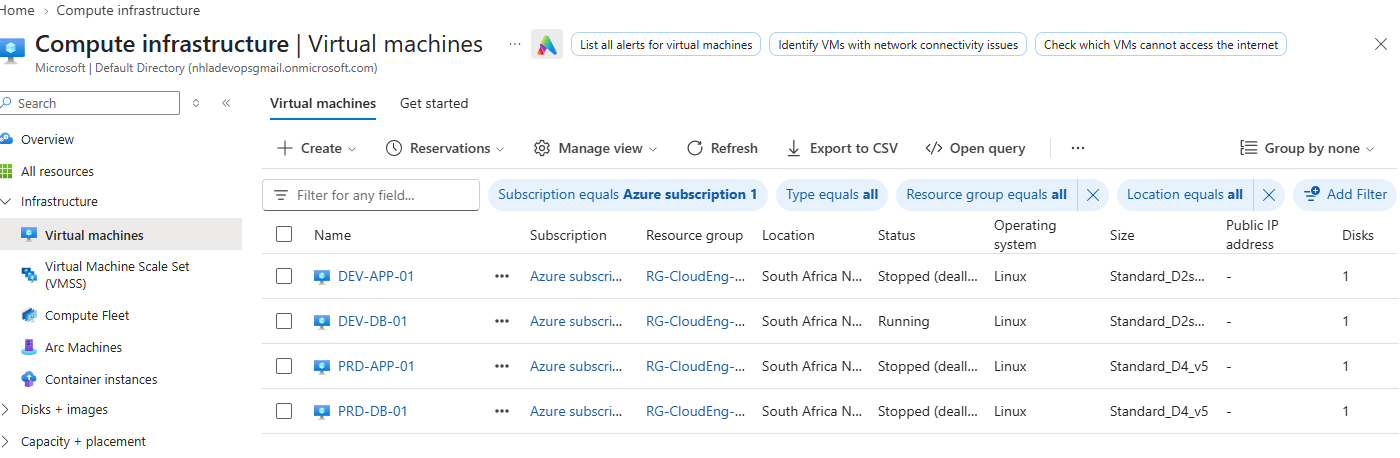 Home > Compute infrastructure
Compute infrastructure | Virtual machines ... List all alerts for virtual machines Identify VMs with network connectivity issues Check which VMs cannot access the internet
Microsoft | Default Directory (nhladevopsgmail.onmicrosoft.com)
Search
Overview
All resources
Infrastructure
Virtual machines
Virtual Machine Scale Set
(VMSS)
Compute Fleet
Arc Machines
Container instances
Disks + images
Capacity + placement
Virtual machines Get started
Create Reservations Manage view Refresh Export to CSV Open query ... Group by none
Filter for any field... Subscription equals Azure subscription 1 Type equals all Resource group equals all Location equals all Add Filter
Name Subscription Resource group Location Status Operating system Size Public IP address Disks
DEV-APP-01 ... Azure subscri... RG-CloudEng-... South Africa N... Stopped (deall... Linux Standard_D2s... - 1
DEV-DB-01 ... Azure subscri... RG-CloudEng-... South Africa N... Running Linux Standard_D2s... - 1
PRD-APP-01 ... Azure subscri... RG-CloudEng-... South Africa N... Stopped (deall... Linux Standard_D4_v5 - 1
PRD-DB-01 ... Azure subscri... RG-CloudEng-... South Africa N... Stopped (deall... Linux Standard_D4_v5 - 1